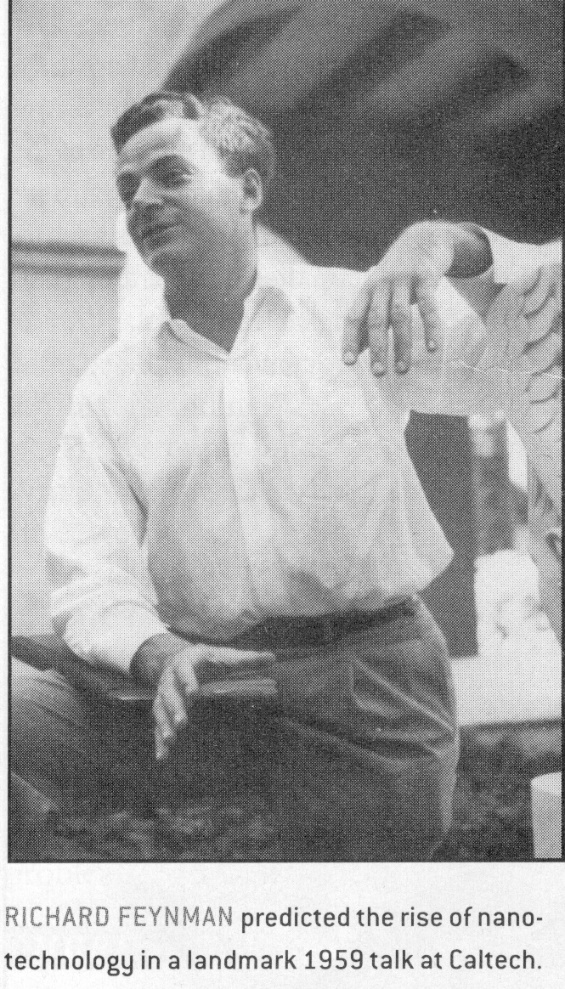 RICHARD FEYNMAN predicted the rise of nano-
technology in a landmark 1959 talk at Caltech.